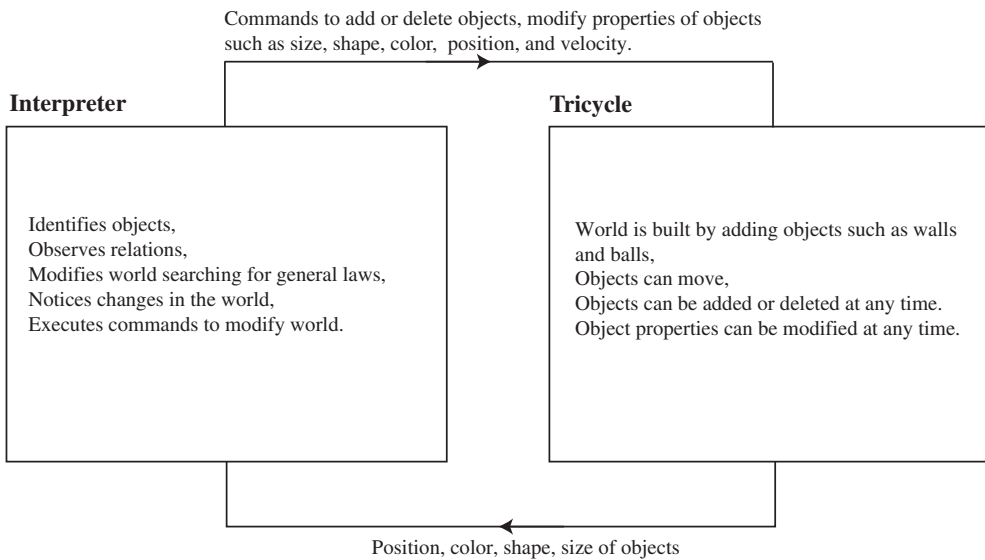 Commands to add or delete objects, modify properties of objects
such as size, shape, color, position, and velocity.
Interpreter
Tricycle
Identifies objects,
Observes relations,
Modifies world searching for general laws,
Notices changes in the world,
Executes commands to modify world.
World is built by adding objects such as walls
and balls,
Objects can move,
Objects can be added or deleted at any time.
Object properties can be modified at any time.
Position, color, shape, size of objects